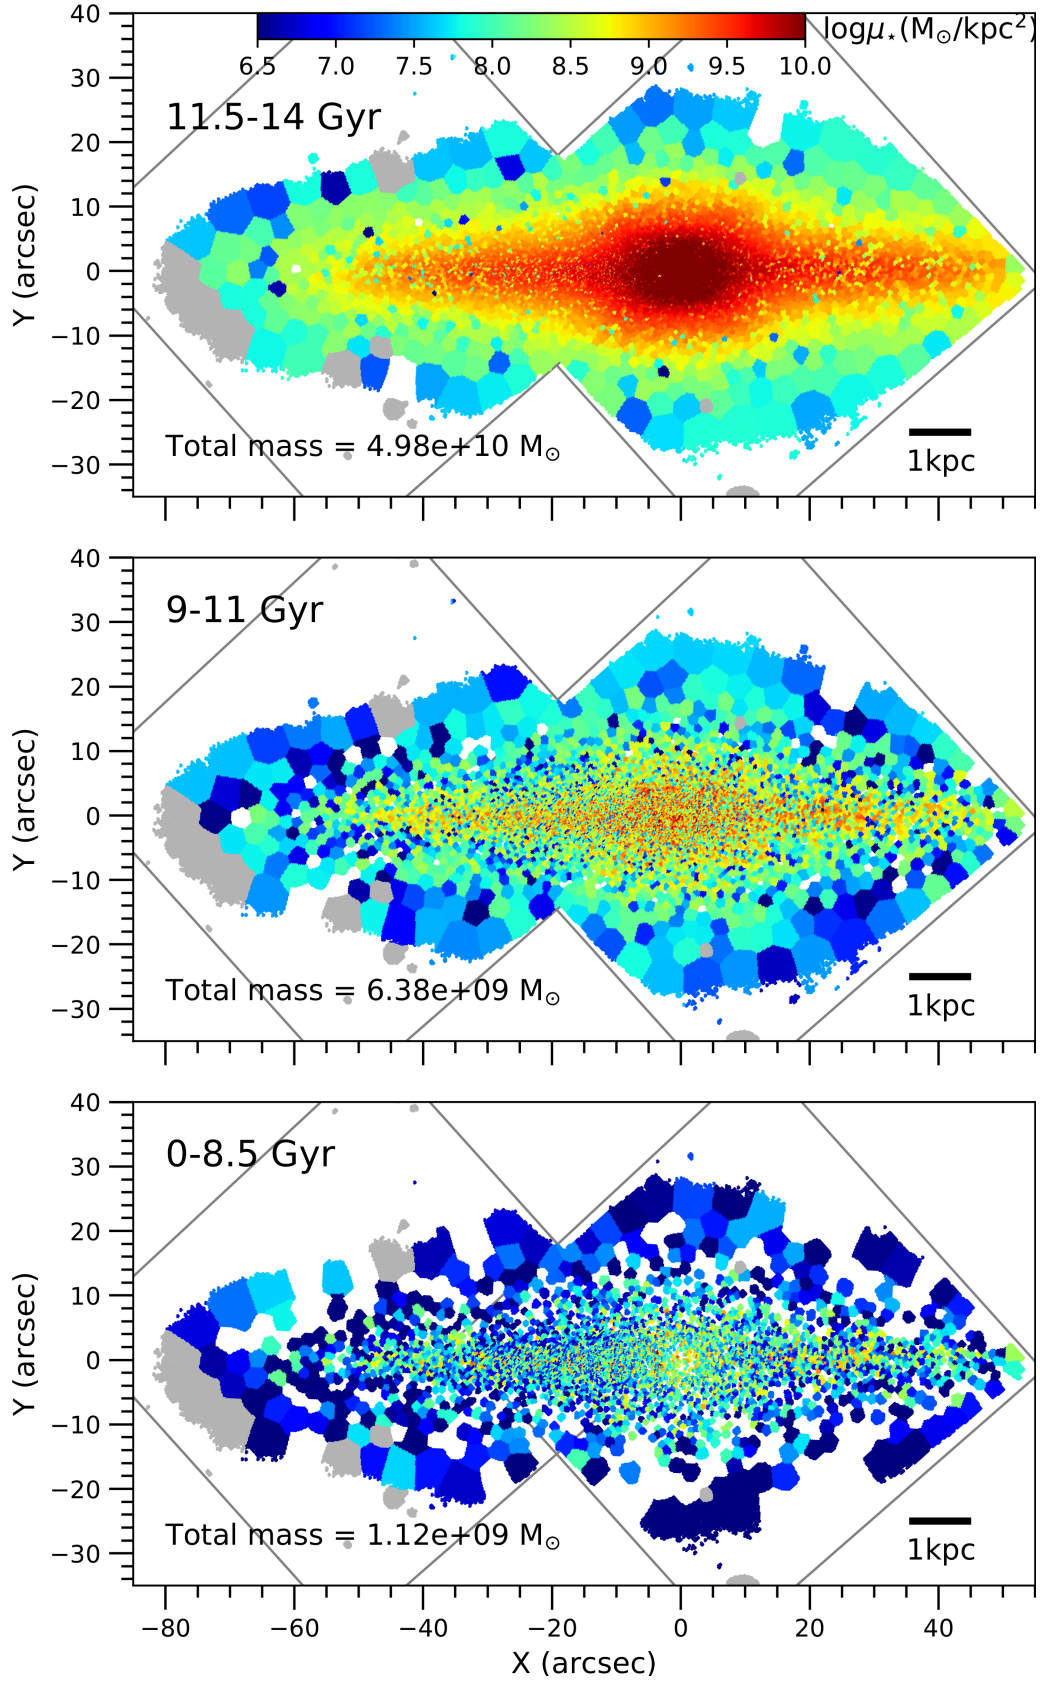 logμ⋆(M⊙/kpc²)
6.5 7.0 7.5 8.0 8.5 9.0 9.5 10.0
11.5-14 Gyr
40
30
20
10
0
−10
−20
−30
Y (arcsec)
Total mass = 4.98e+10 M⊙
1kpc
9-11 Gyr
40
30
20
10
0
−10
−20
−30
Y (arcsec)
Total mass = 6.38e+09 M⊙
1kpc
0-8.5 Gyr
40
30
20
10
0
−10
−20
−30
Y (arcsec)
Total mass = 1.12e+09 M⊙
1kpc
−80 −60 −40 −20 0 20 40
X (arcsec)